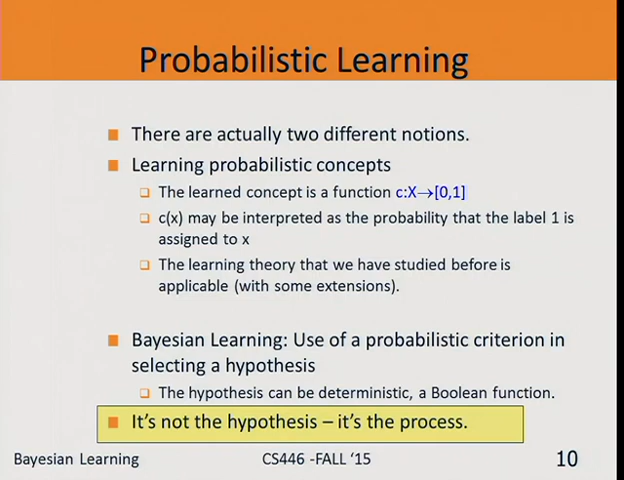 Probabilistic Learning
There are actually two different notions.
Learning probabilistic concepts
The learned concept is a function c:X→[0,1]
c(x) may be interpreted as the probability that the label 1 is
assigned to x
The learning theory that we have studied before is
applicable (with some extensions).
Bayesian Learning: Use of a probabilistic criterion in
selecting a hypothesis
The hypothesis can be deterministic, a Boolean function.
It's not the hypothesis – it's the process.
Bayesian Learning CS446 -FALL '15 10